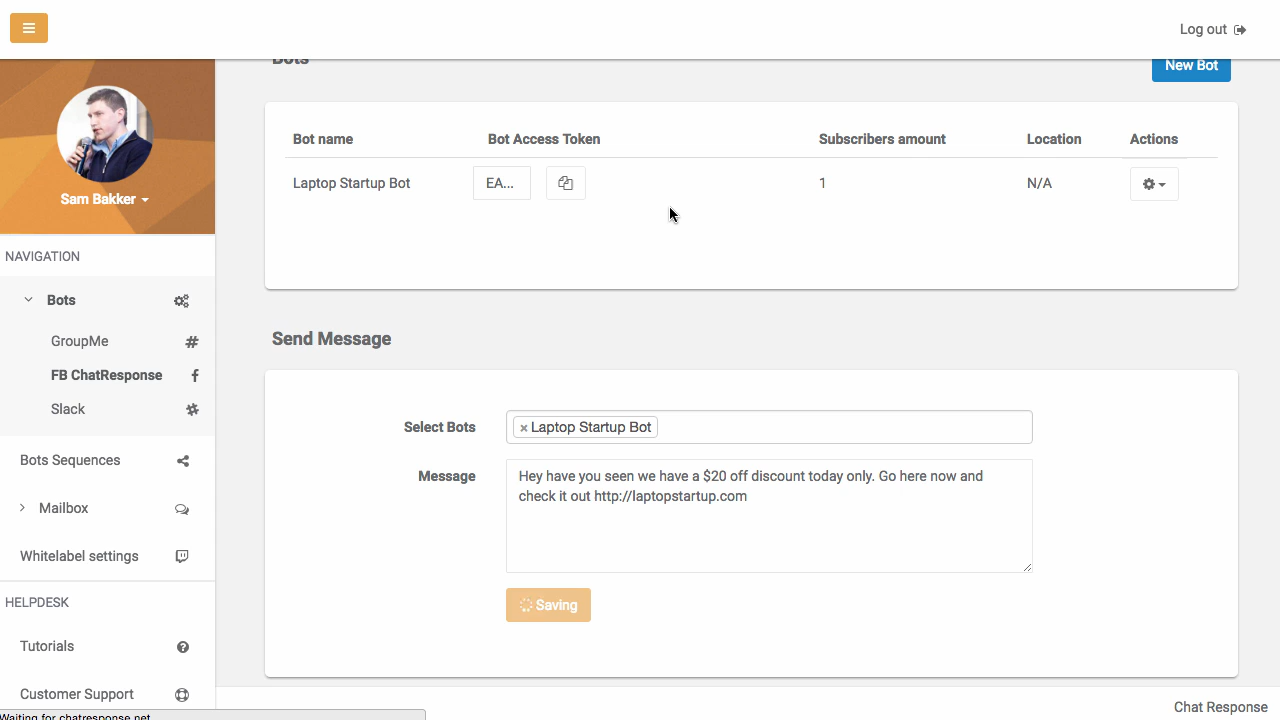 Log out
Bots
New Bot
Bot name Bot Access Token Subscribers amount Location Actions
Laptop Startup Bot EA... 1 N/A
Sam Bakker
NAVIGATION
Bots
GroupMe
FB ChatResponse
Slack
Bots Sequences
Mailbox
Whitelabel settings
HELPDESK
Tutorials
Customer Support
Send Message
Select Bots × Laptop Startup Bot
Message Hey have you seen we have a $20 off discount today only. Go here now and
check it out http://laptopstartup.com
Saving
Chat Response
Waiting for chatresponse.net